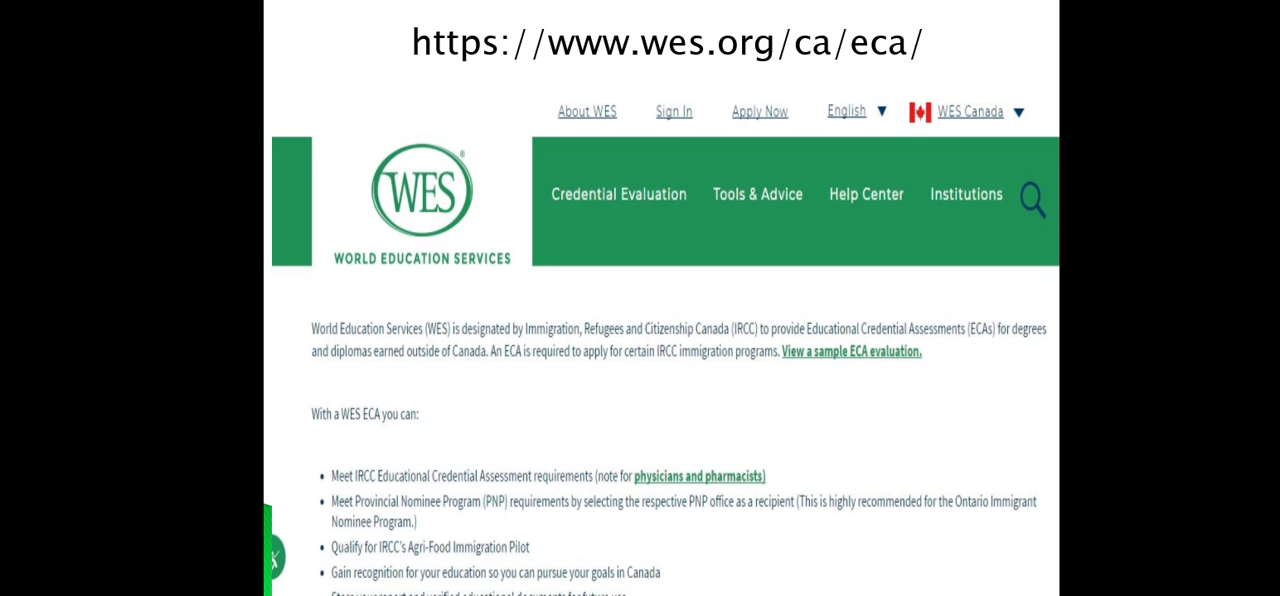 https://www.wes.org/ca/eca/
About WES Sign In Apply Now English WES Canada
WES
WORLD EDUCATION SERVICES
Credential Evaluation Tools & Advice Help Center Institutions
World Education Services (WES) is designated by Immigration, Refugees and Citizenship Canada (IRCC) to provide Educational Credential Assessments (ECAs) for degrees
and diplomas earned outside of Canada. An ECA is required to apply for certain IRCC immigration programs. View a sample ECA evaluation.
With a WES ECA you can:
• Meet IRCC Educational Credential Assessment requirements (note for physicians and pharmacists)
• Meet Provincial Nominee Program (PNP) requirements by selecting the respective PNP office as a recipient (This is highly recommended for the Ontario Immigrant
Nominee Program.)
• Qualify for IRCC's Agri-Food Immigration Pilot
• Gain recognition for your education so you can pursue your goals in Canada